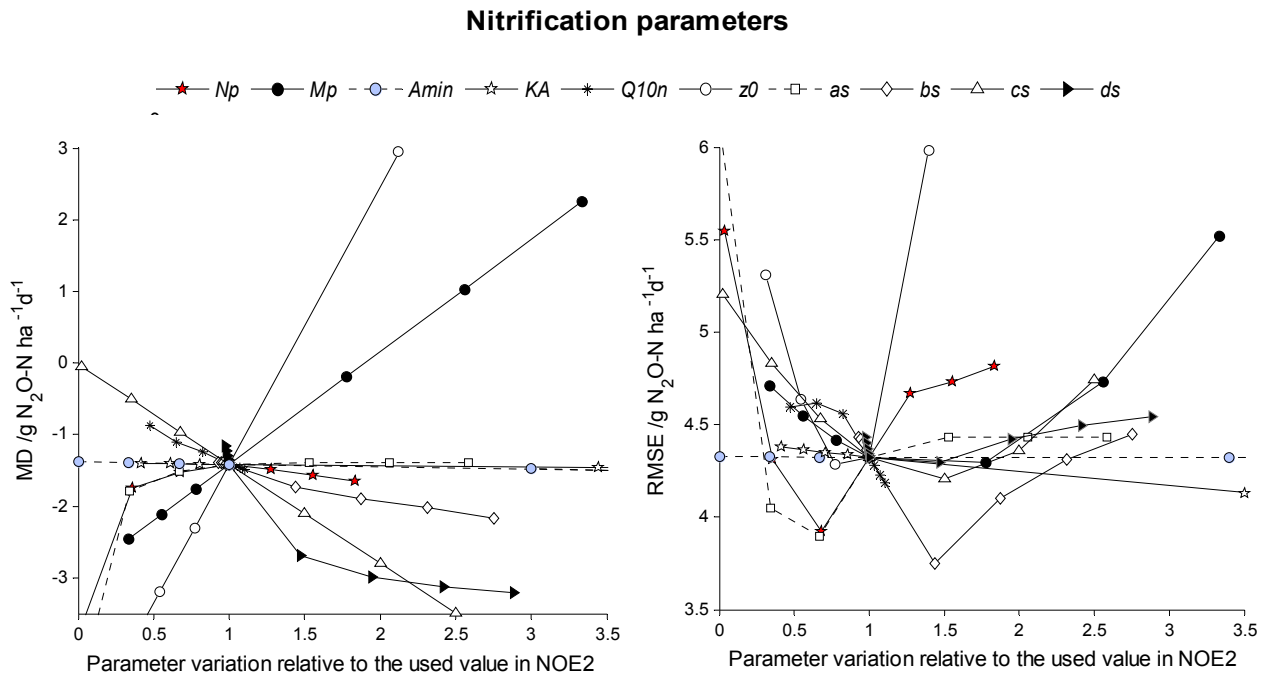 Nitrification parameters
Np Mp Amin KA Q10n z0 as bs cs ds
MD /g N2O-N ha -1d-1
3
2
1
0
-1
-2
-3
0 0.5 1 1.5 2 2.5 3 3.5
Parameter variation relative to the used value in NOE2
RMSE /g N2O-N ha -1d-1
6
5.5
5
4.5
4
3.5
0 0.5 1 1.5 2 2.5 3 3.5
Parameter variation relative to the used value in NOE2